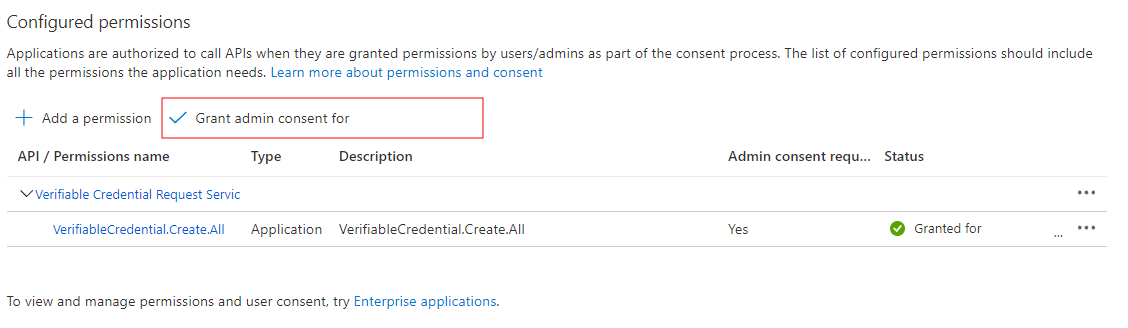 Configured permissions
Applications are authorized to call APIs when they are granted permissions by users/admins as part of the consent process. The list of configured permissions should include
all the permissions the application needs. Learn more about permissions and consent
Add a permission Grant admin consent for
API / Permissions name Type Description Admin consent requ... Status
Verifiable Credential Request Servic ...
VerifiableCredential.Create.All Application VerifiableCredential.Create.All Yes Granted for ... ...
To view and manage permissions and user consent, try Enterprise applications.